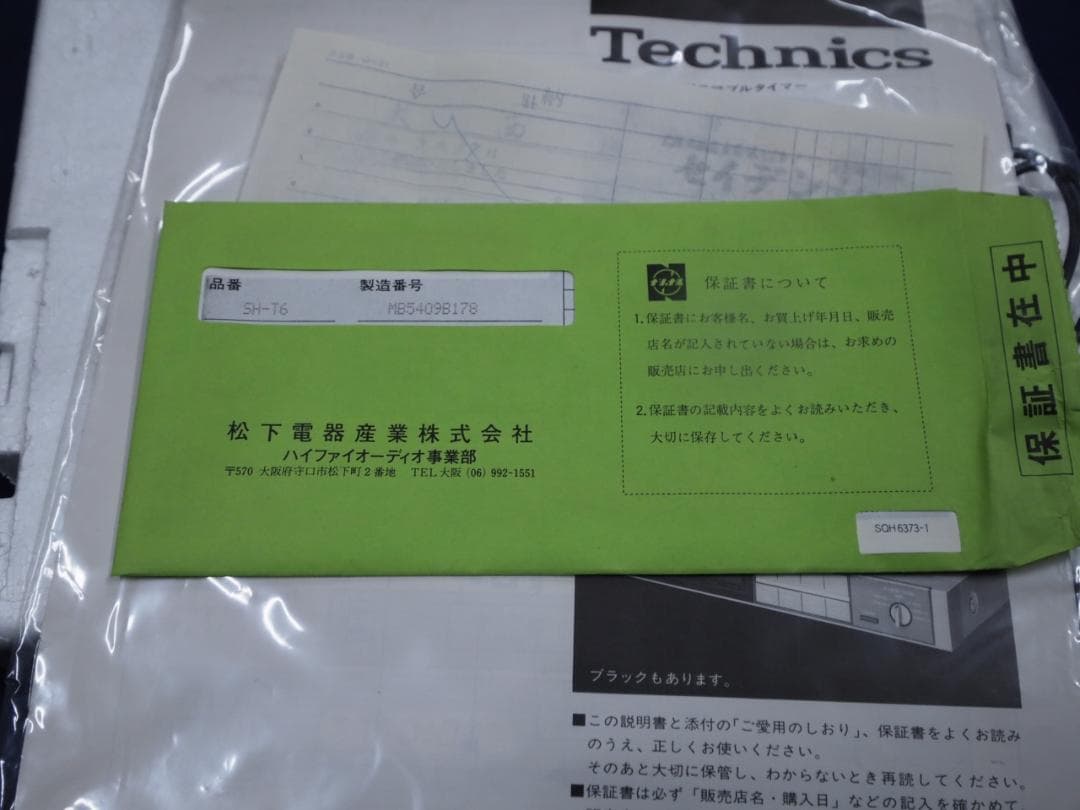 Technics
セイデン
品番 製造番号
SH-T6 MB5409B178
松下電器産業株式会社
ハイファイオーディオ事業部
〒570 大阪府守口市松下町2番地 TEL大阪(06)992-1551
ナショナル
保証書について
1.保証書にお客様名、お買上げ年月日、販売
店名が記入されていない場合は、お求めの
販売店にお申し出ください。
2.保証書の記載内容をよくお読みいただき、
大切に保存してください。
SQH6373-1
保証書在中
ブラックもあります。
■この説明書と添付の「ご愛用のしおり」、保証書をよくお読み
のうえ、正しくお使いください。
そのあと大切に保管し、わからないとき再読してください。
■保証書は必ず「販売店名・購入日」などの記入を確かめて